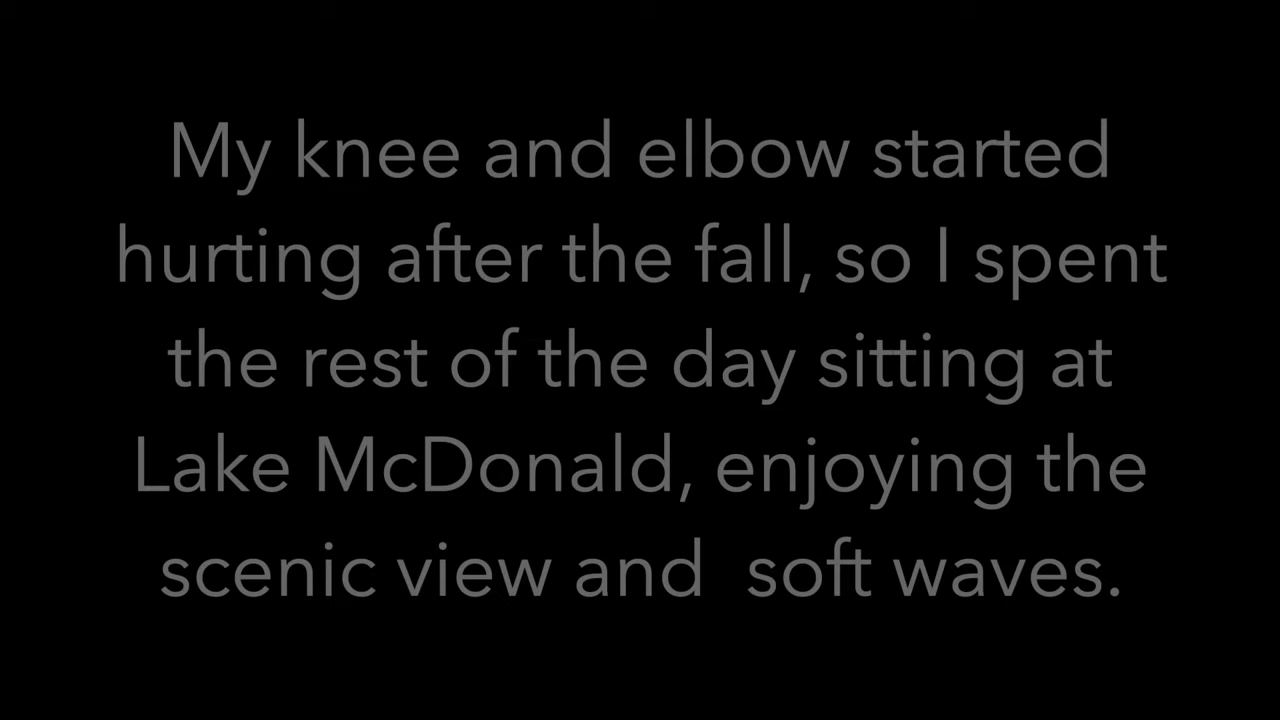 My knee and elbow started
hurting after the fall, so I spent
the rest of the day sitting at
Lake McDonald, enjoying the
scenic view and  soft waves.